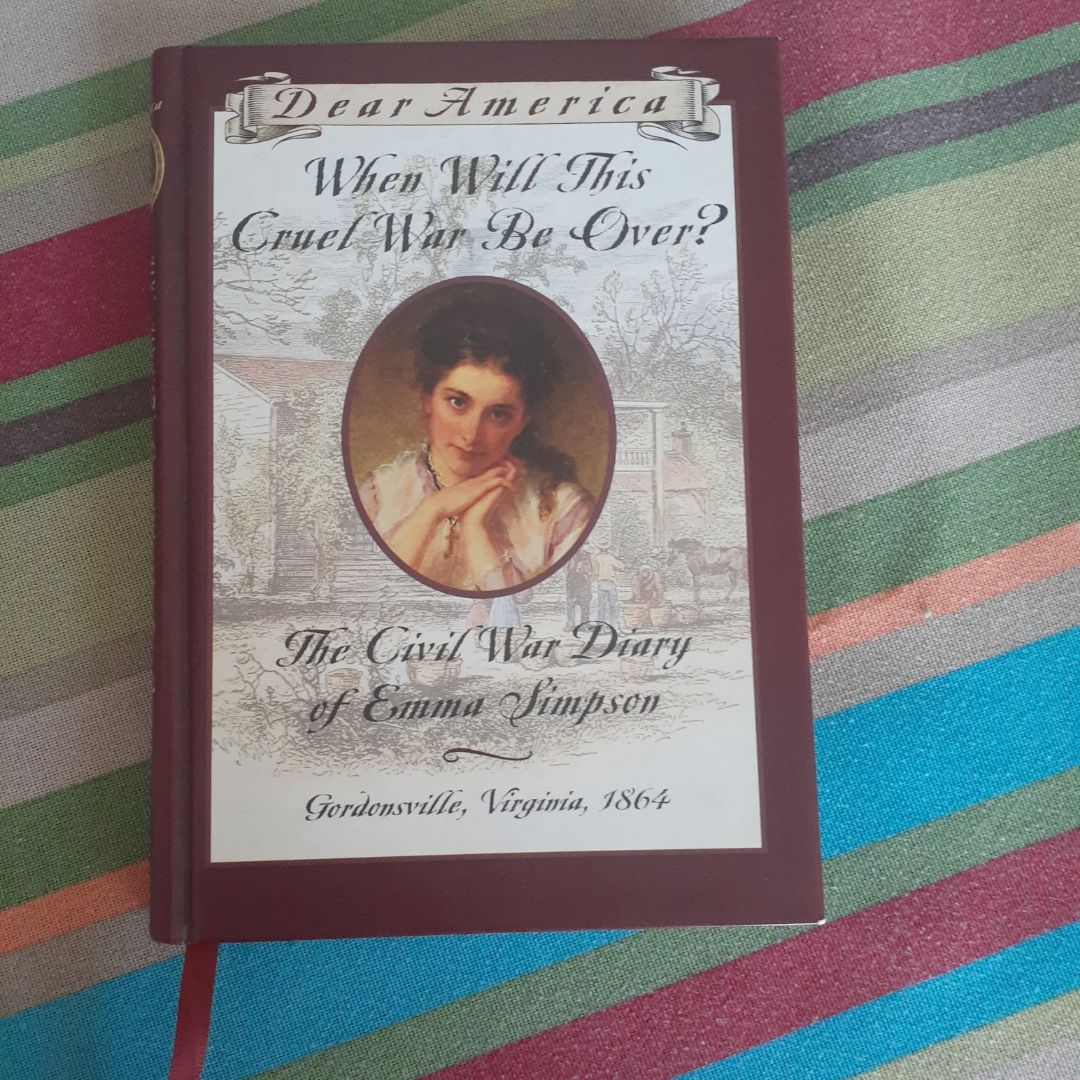 Dear America
When Will This
Cruel War Be Over?
The Civil War Diary
of Emma Simpson
Gordonsville, Virginia, 1864